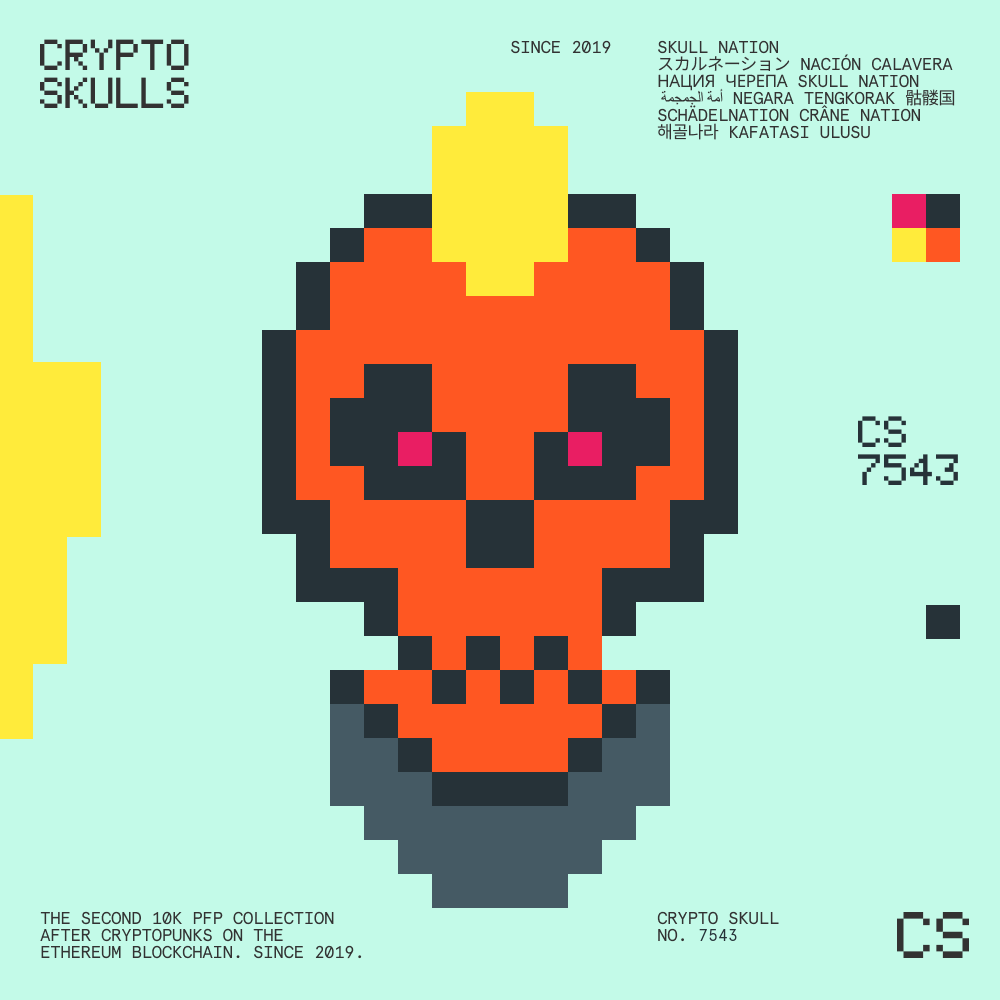 CRYPTO
SKULLS
SINCE 2019
SKULL NATION
スカルネーション NACIÓN CALAVERA
НАЦИЯ ЧЕРЕПА SKULL NATION
أمة الجمجمة NEGARA TENGKORAK 骷髅国
SCHÄDELNATION CRÂNE NATION
해골나라 KAFATASI ULUSU
CS
7543
THE SECOND 10K PFP COLLECTION
AFTER CRYPTOPUNKS ON THE
ETHEREUM BLOCKCHAIN. SINCE 2019.
CRYPTO SKULL
NO. 7543
CS